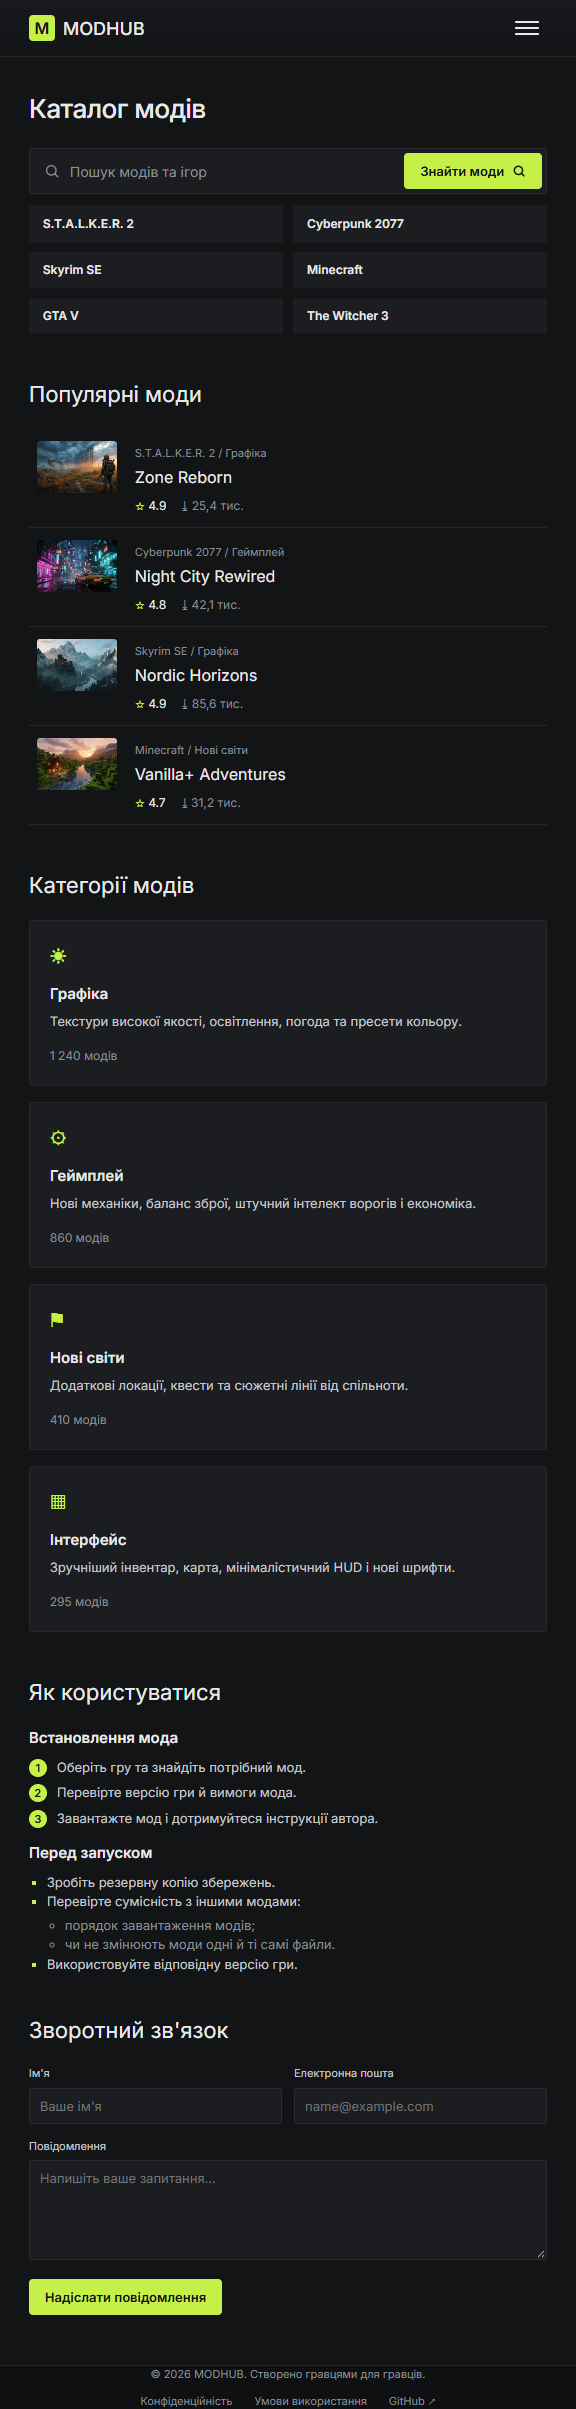 M MODHUB
Каталог модів
Пошук модів та ігор
Знайти моди
S.T.A.L.K.E.R. 2
Cyberpunk 2077
Skyrim SE
Minecraft
GTA V
The Witcher 3
Популярні моди
S.T.A.L.K.E.R. 2 / Графіка
Zone Reborn
☆ 4.9 ⤓ 25,4 тис.
Cyberpunk 2077 / Геймплей
Night City Rewired
☆ 4.8 ⤓ 42,1 тис.
Skyrim SE / Графіка
Nordic Horizons
☆ 4.9 ⤓ 85,6 тис.
Minecraft / Нові світи
Vanilla+ Adventures
☆ 4.7 ⤓ 31,2 тис.
Категорії модів
Графіка
Текстури високої якості, освітлення, погода та пресети кольору.
1 240 модів
Геймплей
Нові механіки, баланс зброї, штучний інтелект ворогів і економіка.
860 модів
Нові світи
Додаткові локації, квести та сюжетні лінії від спільноти.
410 модів
Інтерфейс
Зручніший інвентар, карта, мінімалістичний HUD і нові шрифти.
295 модів
Як користуватися
Встановлення мода
1 Оберіть гру та знайдіть потрібний мод.
2 Перевірте версію гри й вимоги мода.
3 Завантажте мод і дотримуйтеся інструкції автора.
Перед запуском
Зробіть резервну копію збережень.
Перевірте сумісність з іншими модами:
порядок завантаження модів;
чи не змінюють моди одні й ті самі файли.
Використовуйте відповідну версію гри.
Зворотний зв'язок
Ім'я
Електронна пошта
Ваше ім'я
name@example.com
Повідомлення
Напишіть ваше запитання...
Надіслати повідомлення
© 2026 MODHUB. Створено гравцями для гравців.
Конфіденційність Умови використання GitHub ↗